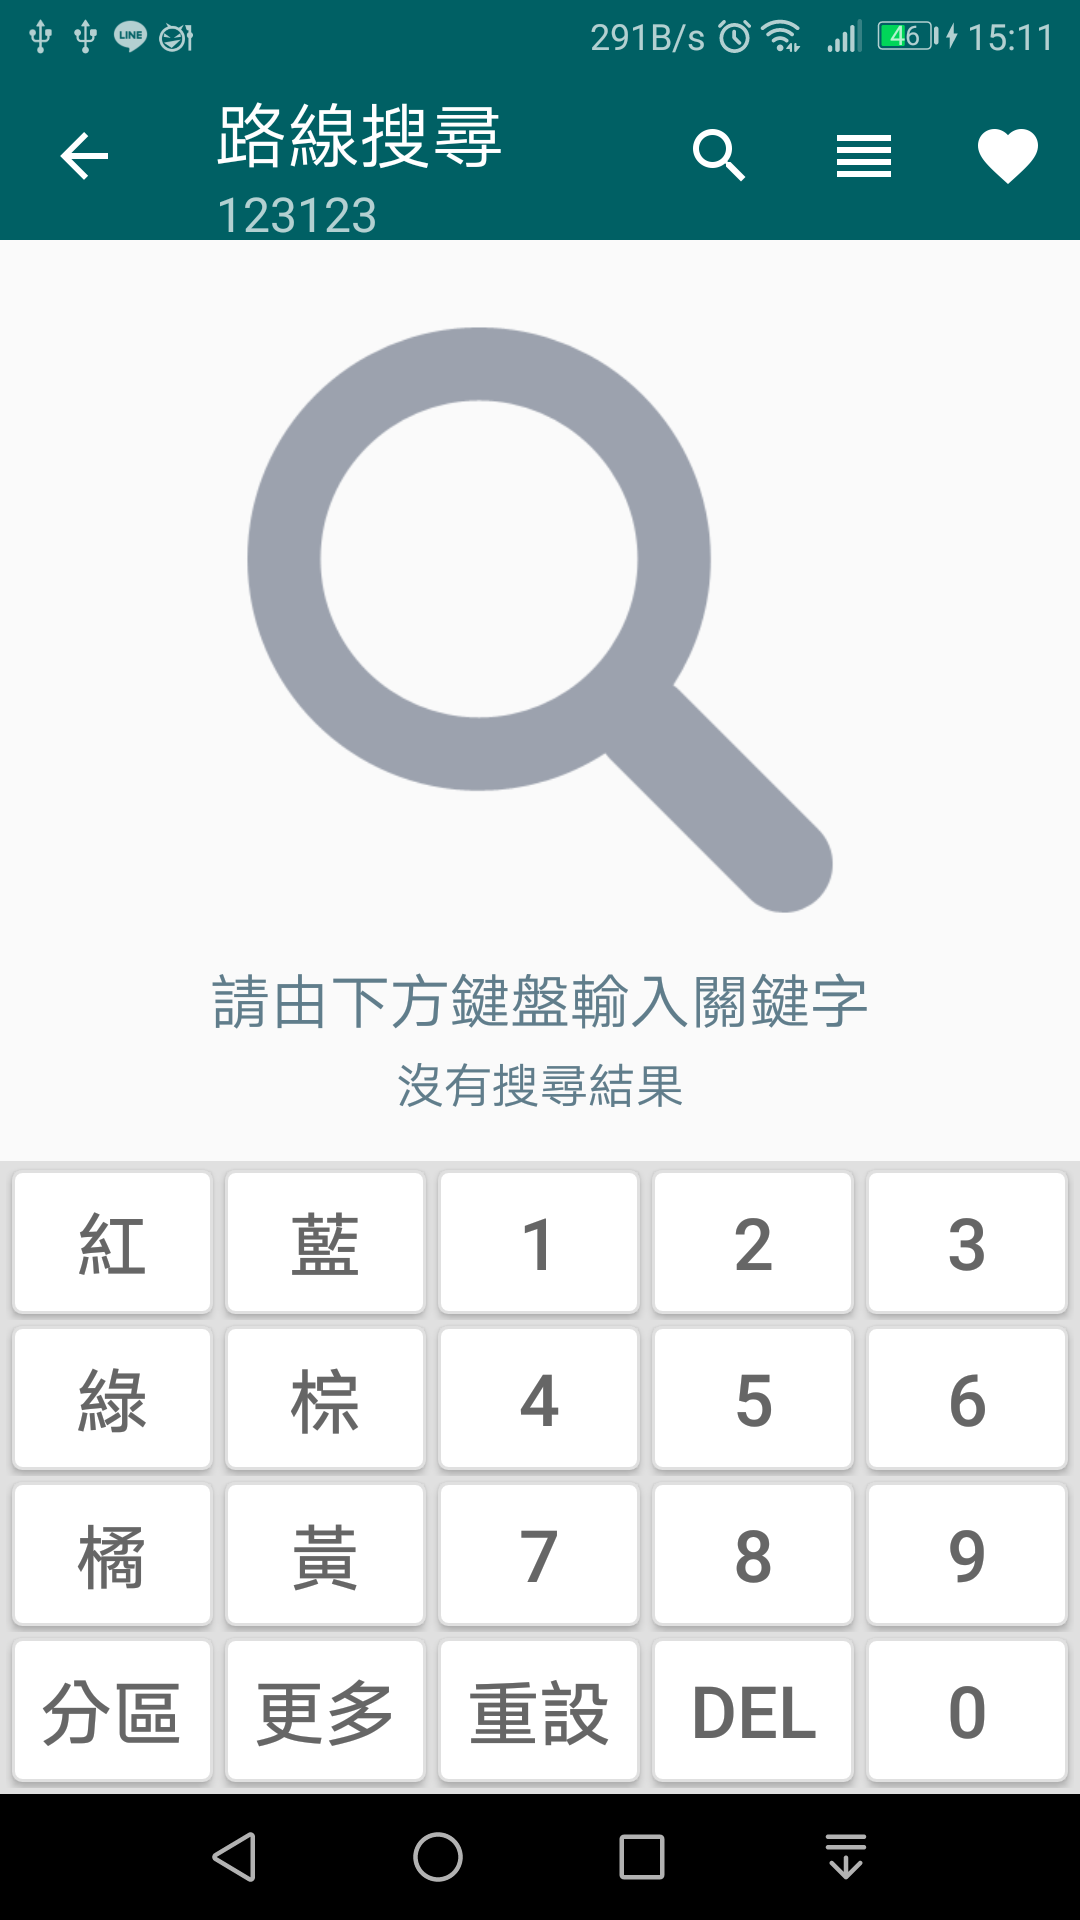 LINE 291B/s 46 15:11
路線搜尋
123123
請由下方鍵盤輸入關鍵字
沒有搜尋結果
紅 藍 1 2 3
綠 棕 4 5 6
橘 黃 7 8 9
分區 更多 重設 DEL 0